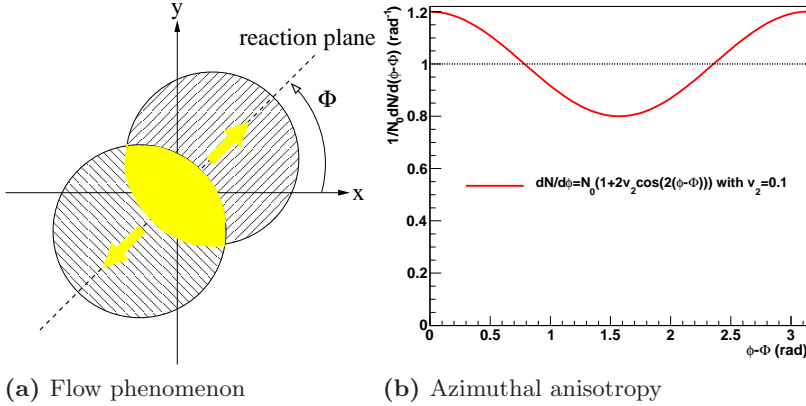 y
reaction plane
Φ
x
1/N₀dN/d(ϕ-Φ) (rad⁻¹)
1.2
1
0.8
0.6
0.4
0.2
0
dN/dϕ=N₀(1+2v₂cos(2(ϕ-Φ))) with v₂=0.1
0 0.5 1 1.5 2 2.5 3
ϕ-Φ (rad)
(a) Flow phenomenon
(b) Azimuthal anisotropy